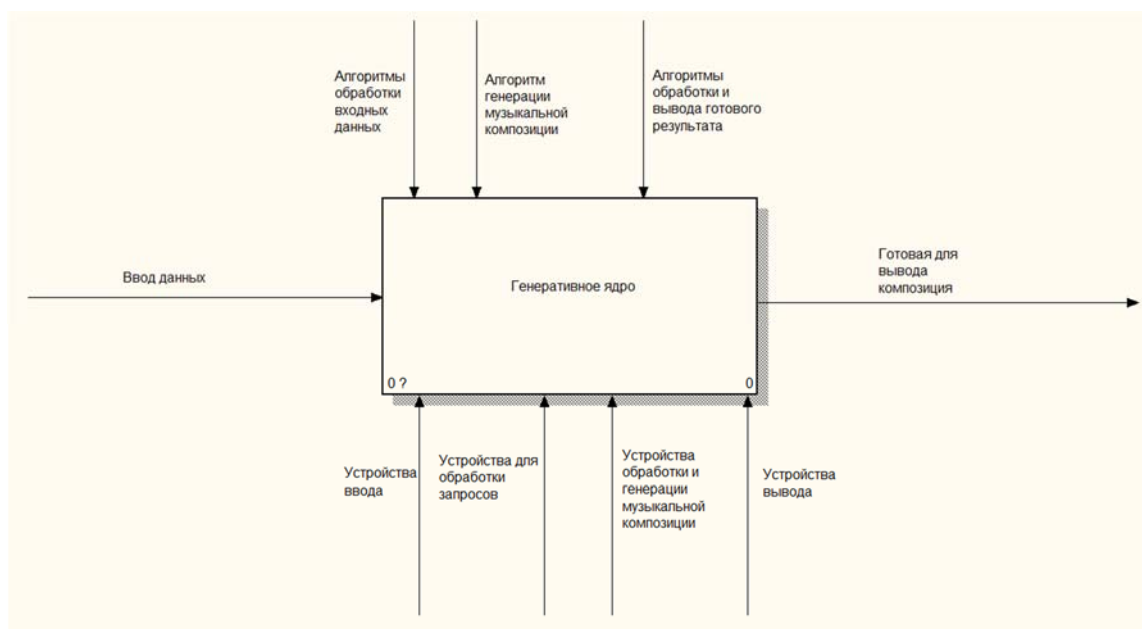 Алгоритмы
обработки
входных
данных
Алгоритм
генерации
музыкальной
композиции
Алгоритмы
обработки и
вывода готового
результата
Ввод данных
Генеративное ядро
Готовая для
вывода
композиция
0 ?
0
Устройства
ввода
Устройства для
обработки
запросов
Устройства
обработки и
генерации
музыкальной
композиции
Устройства
вывода